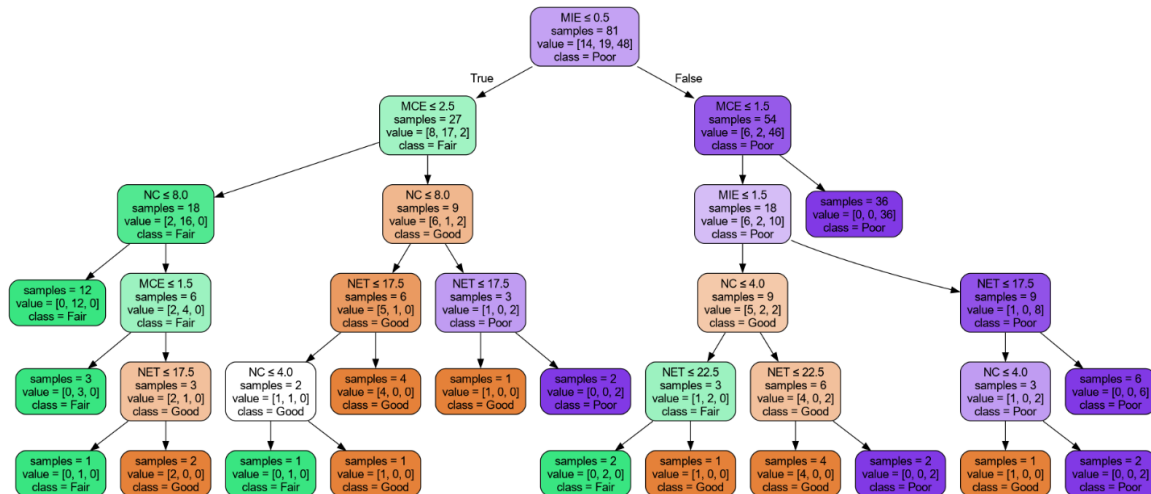 MIE ≤ 0.5
samples = 81
value = [14, 19, 48]
class = Poor
True
False
MCE ≤ 2.5
samples = 27
value = [8, 17, 2]
class = Fair
MCE ≤ 1.5
samples = 54
value = [6, 2, 46]
class = Poor
NC ≤ 8.0
samples = 18
value = [2, 16, 0]
class = Fair
NC ≤ 8.0
samples = 9
value = [6, 1, 2]
class = Good
MIE ≤ 1.5
samples = 18
value = [6, 2, 10]
class = Poor
samples = 36
value = [0, 0, 36]
class = Poor
samples = 12
value = [0, 12, 0]
class = Fair
MCE ≤ 1.5
samples = 6
value = [2, 4, 0]
class = Fair
NET ≤ 17.5
samples = 6
value = [5, 1, 0]
class = Good
NET ≤ 17.5
samples = 3
value = [1, 0, 2]
class = Poor
NC ≤ 4.0
samples = 9
value = [5, 2, 2]
class = Good
NET ≤ 17.5
samples = 9
value = [1, 0, 8]
class = Poor
samples = 3
value = [0, 3, 0]
class = Fair
NET ≤ 17.5
samples = 3
value = [2, 1, 0]
class = Good
NC ≤ 4.0
samples = 2
value = [1, 1, 0]
class = Good
samples = 4
value = [4, 0, 0]
class = Good
samples = 1
value = [1, 0, 0]
class = Good
samples = 2
value = [0, 0, 2]
class = Poor
NET ≤ 22.5
samples = 3
value = [1, 2, 0]
class = Fair
NET ≤ 22.5
samples = 6
value = [4, 0, 2]
class = Good
NC ≤ 4.0
samples = 3
value = [1, 0, 2]
class = Poor
samples = 6
value = [0, 0, 6]
class = Poor
samples = 1
value = [0, 1, 0]
class = Fair
samples = 2
value = [2, 0, 0]
class = Good
samples = 1
value = [0, 1, 0]
class = Fair
samples = 1
value = [1, 0, 0]
class = Good
samples = 2
value = [0, 2, 0]
class = Fair
samples = 1
value = [1, 0, 0]
class = Good
samples = 4
value = [4, 0, 0]
class = Good
samples = 2
value = [0, 0, 2]
class = Poor
samples = 1
value = [1, 0, 0]
class = Good
samples = 2
value = [0, 0, 2]
class = Poor